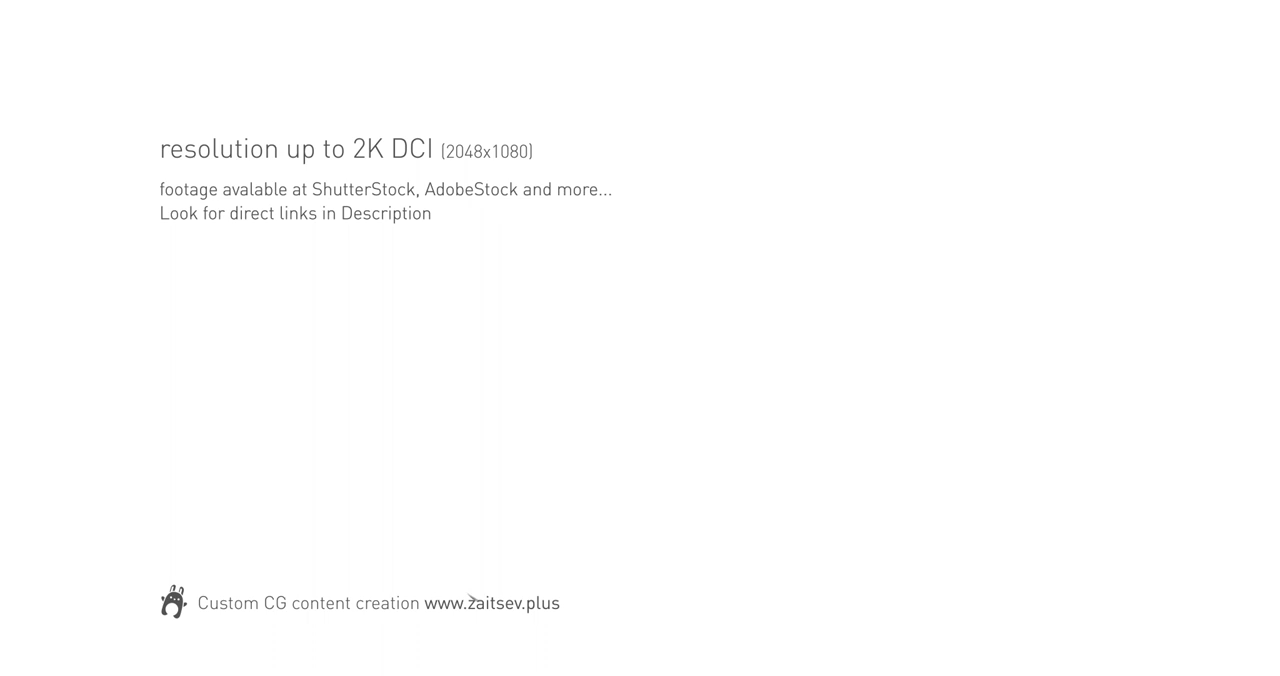 resolution up to 2K DCI (2048x1080)
footage avalable at ShutterStock, AdobeStock and more...
Look for direct links in Description
Custom CG content creation www.zaitsev.plus